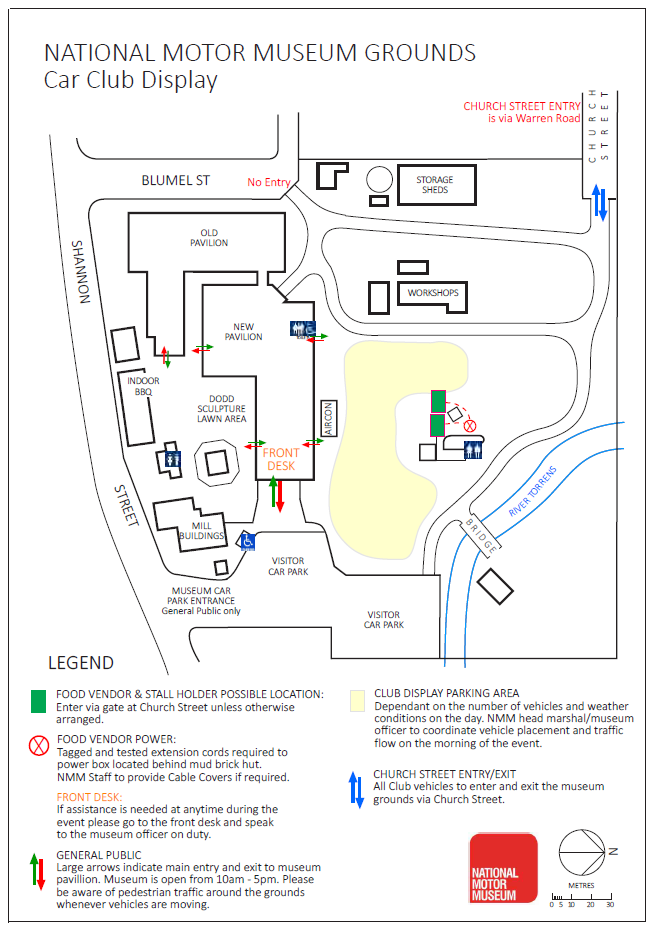 NATIONAL MOTOR MUSEUM GROUNDS
Car Club Display
CHURCH STREET ENTRY
is via Warren Road
CHURCH
STREET
BLUMEL ST
No Entry
STORAGE
SHEDS
OLD
PAVILION
SHANNON
WORKSHOPS
NEW
PAVILION
INDOOR
BBQ
DODD
SCULPTURE
LAWN AREA
AIRCON
FRONT
DESK
STREET
RIVER TORRENS
BRIDGE
MILL
BUILDINGS
VISITOR
CAR PARK
MUSEUM CAR
PARK ENTRANCE
General Public only
VISITOR
CAR PARK
LEGEND
FOOD VENDOR & STALL HOLDER POSSIBLE LOCATION:
Enter via gate at Church Street unless otherwise
arranged.
FOOD VENDOR POWER:
Tagged and tested extension cords required to
power box located behind mud brick hut.
NMM Staff to provide Cable Covers if required.
FRONT DESK:
If assistance is needed at anytime during the
event please go to the front desk and speak
to the museum officer on duty.
GENERAL PUBLIC
Large arrows indicate main entry and exit to museum
pavillion. Museum is open from 10am - 5pm. Please
be aware of pedestrian traffic around the grounds
whenever vehicles are moving.
CLUB DISPLAY PARKING AREA
Dependant on the number of vehicles and weather
conditions on the day. NMM head marshal/museum
officer to coordinate vehicle placement and traffic
flow on the morning of the event.
CHURCH STREET ENTRY/EXIT
All Club vehicles to enter and exit the museum
grounds via Church Street.
NATIONAL
MOTOR
MUSEUM
N
METRES
0 5 10 20 30